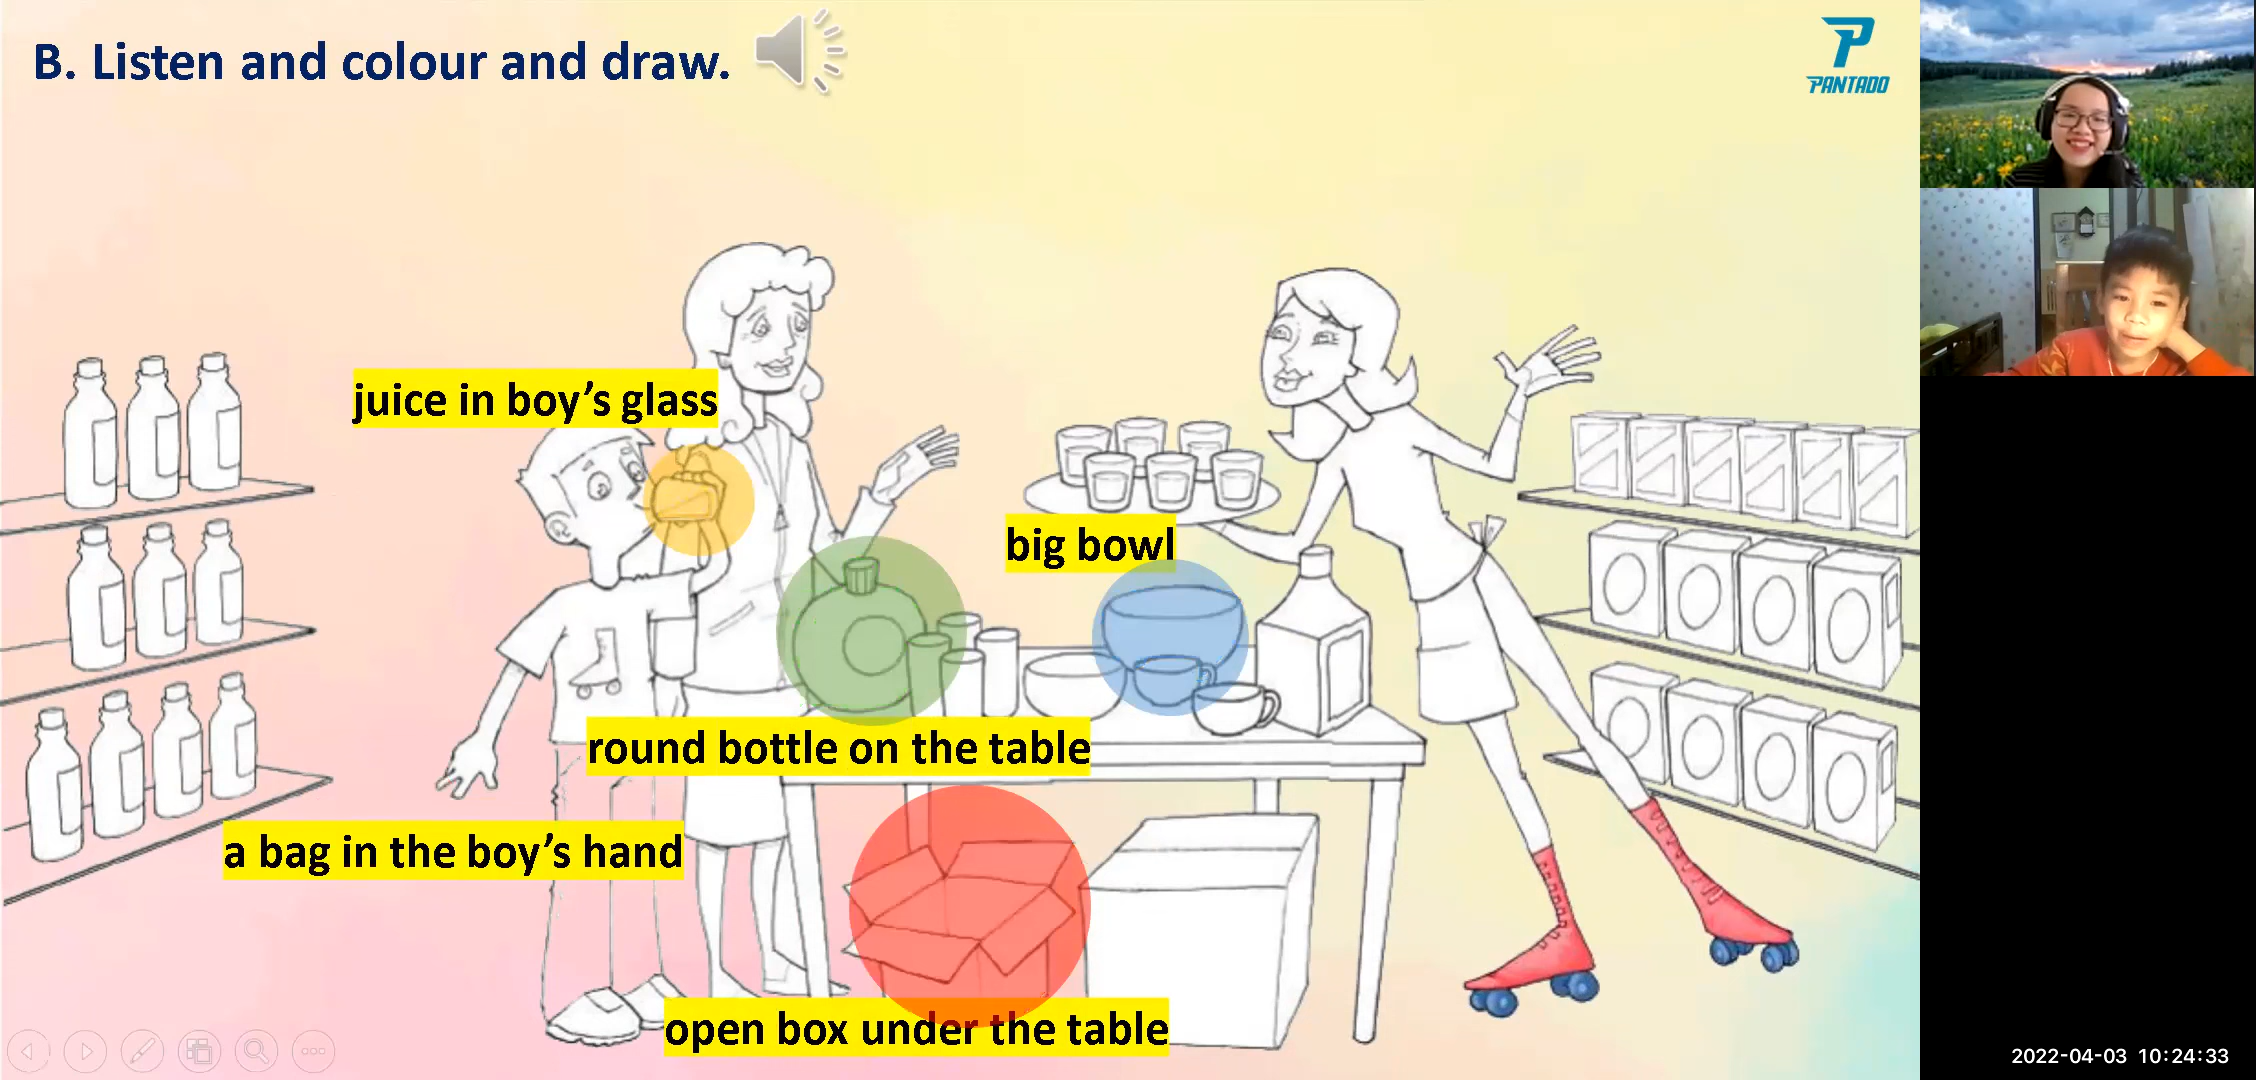 B. Listen and colour and draw.
PANTADO
juice in boy's glass
big bowl
round bottle on the table
a bag in the boy's hand
open box under the table
2022-04-03 10:24:33